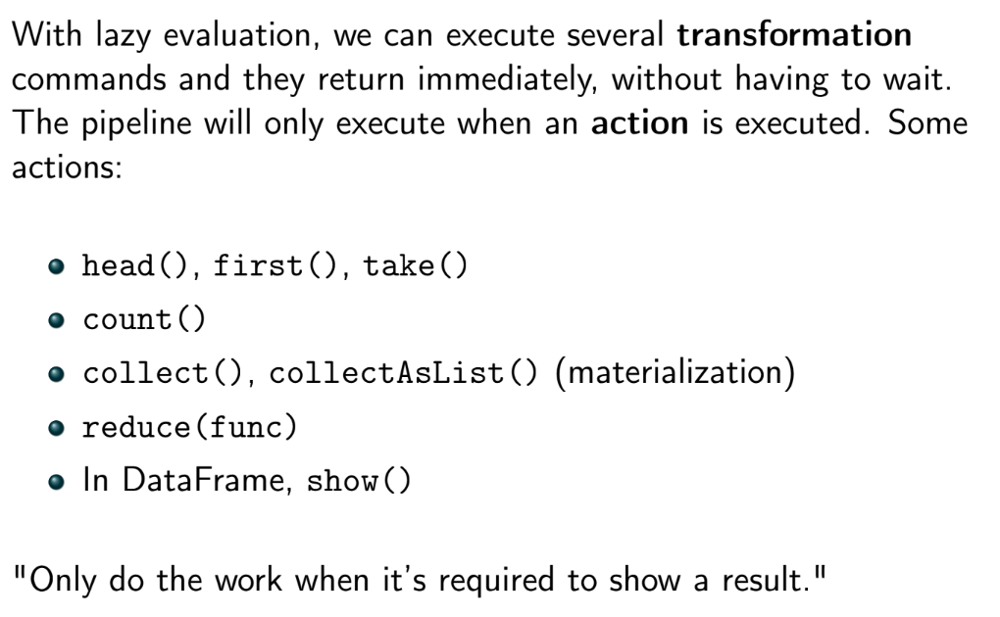 With lazy evaluation, we can execute several transformation
commands and they return immediately, without having to wait.
The pipeline will only execute when an action is executed. Some
actions:
head(), first(), take()
count()
collect(), collectAsList() (materialization)
reduce(func)
In DataFrame, show()
"Only do the work when it's required to show a result."